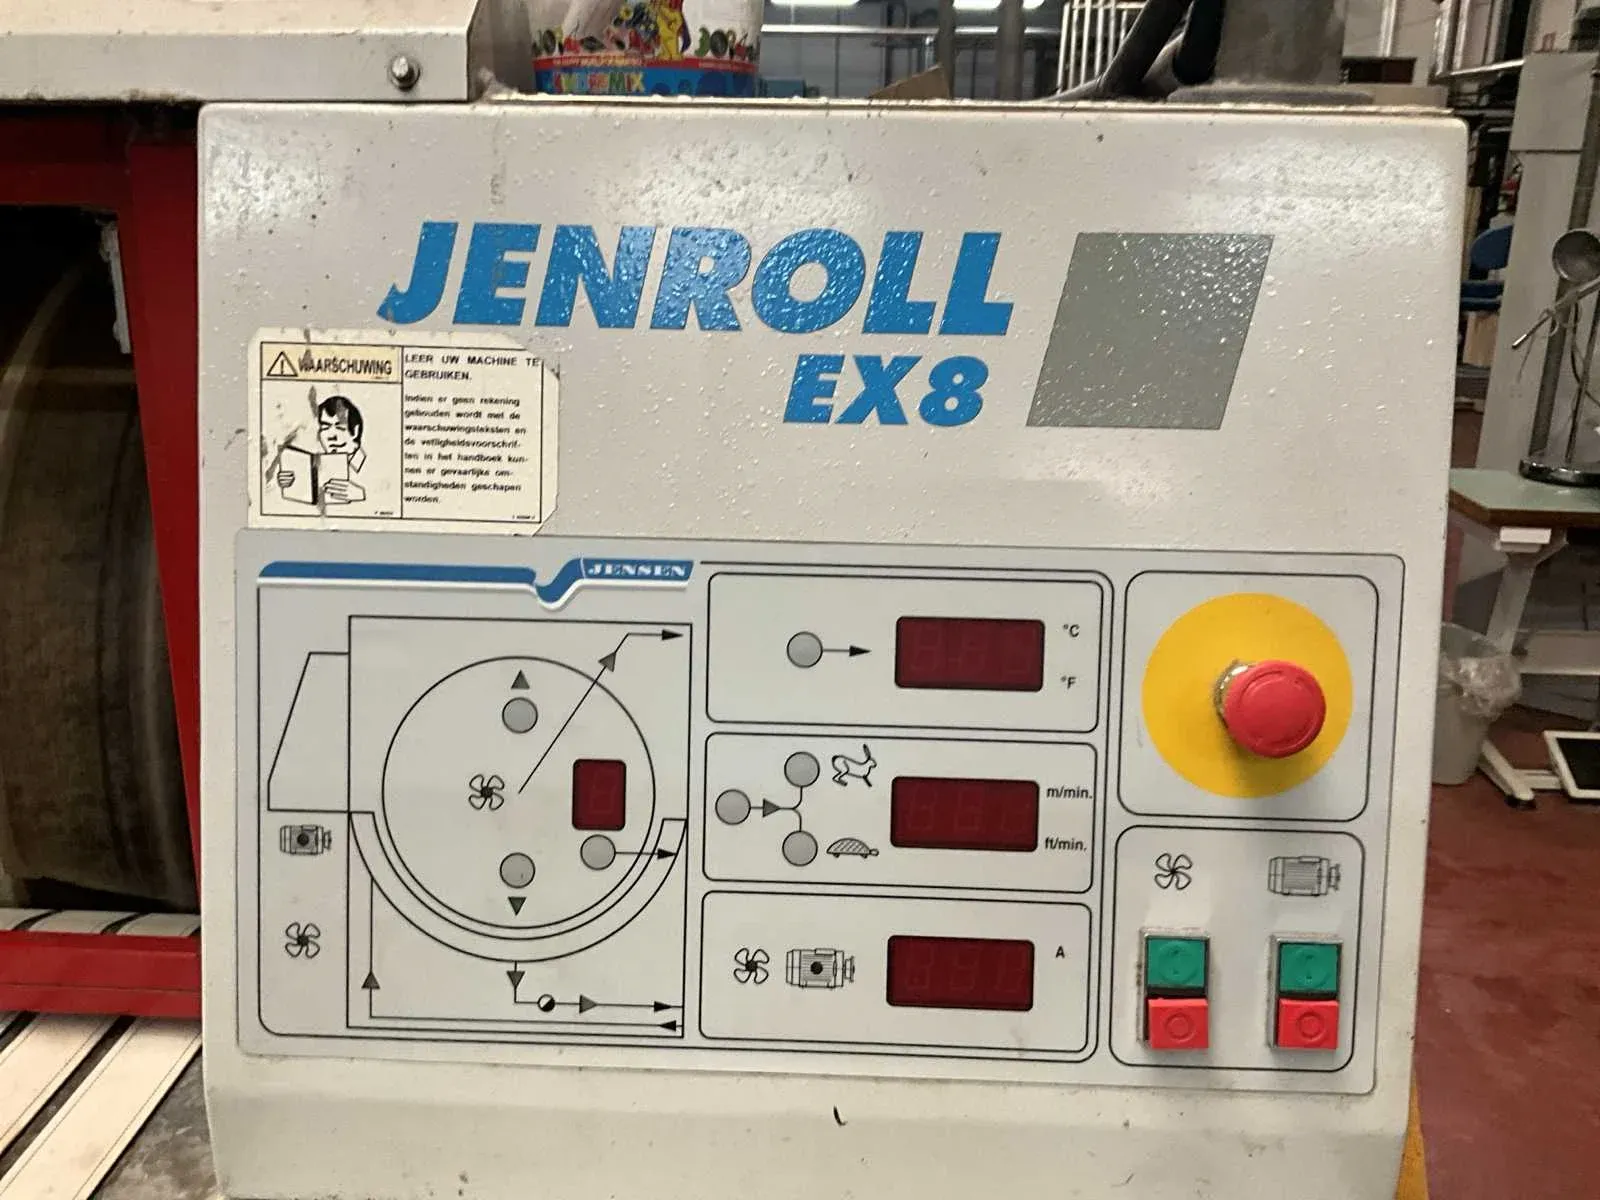 KINDERMIX
JENROLL
EX8
WAARSCHUWING
LEER UW MACHINE TE
GEBRUIKEN.
Indien er geen rekening
gehouden wordt met de
waarschuwingsteksten en
de veiligheidsvoorschrif-
ten in het handboek kun-
nen er gevaarlijke om-
standigheden geschapen
worden.
JENSEN
°C
°F
m/min.
ft/min.
A